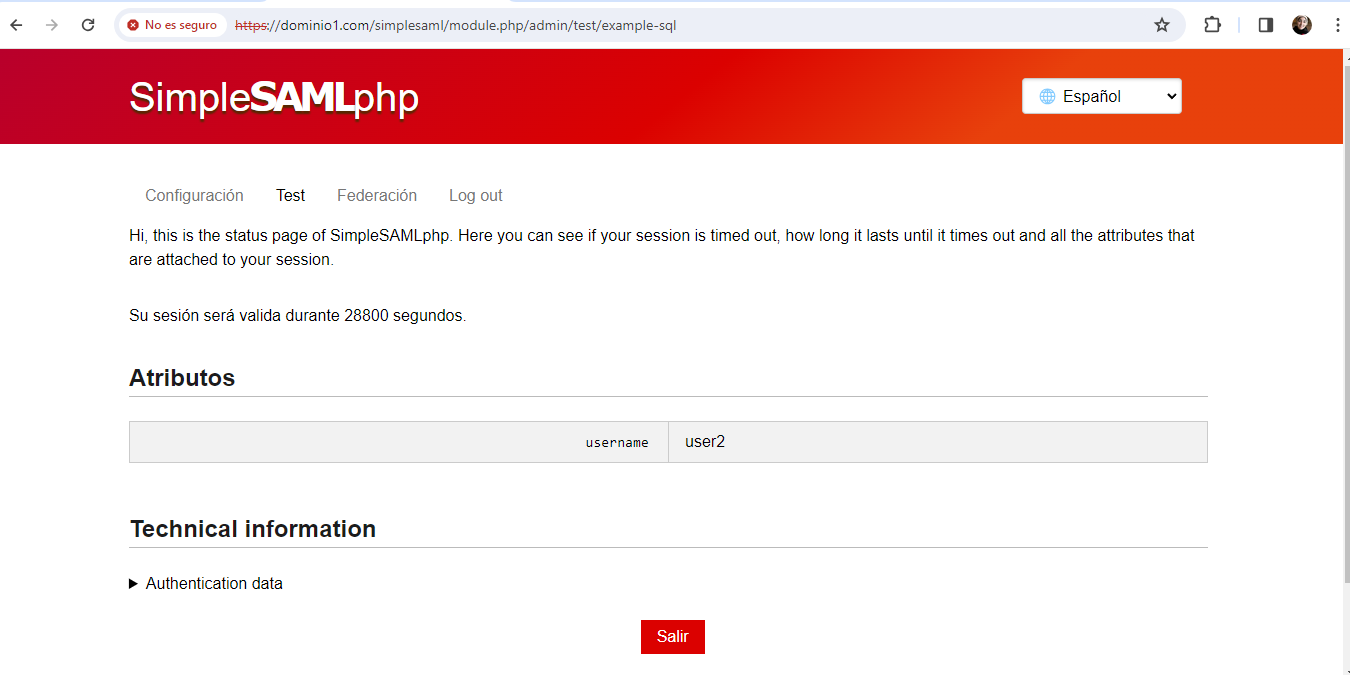 No es seguro https://dominio1.com/simplesaml/module.php/admin/test/example-sql
SimpleSAMLphp
Español
Configuración Test Federación Log out
Hi, this is the status page of SimpleSAMLphp. Here you can see if your session is timed out, how long it lasts until it times out and all the attributes that
are attached to your session.
Su sesión será valida durante 28800 segundos.
Atributos
username user2
Technical information
Authentication data
Salir